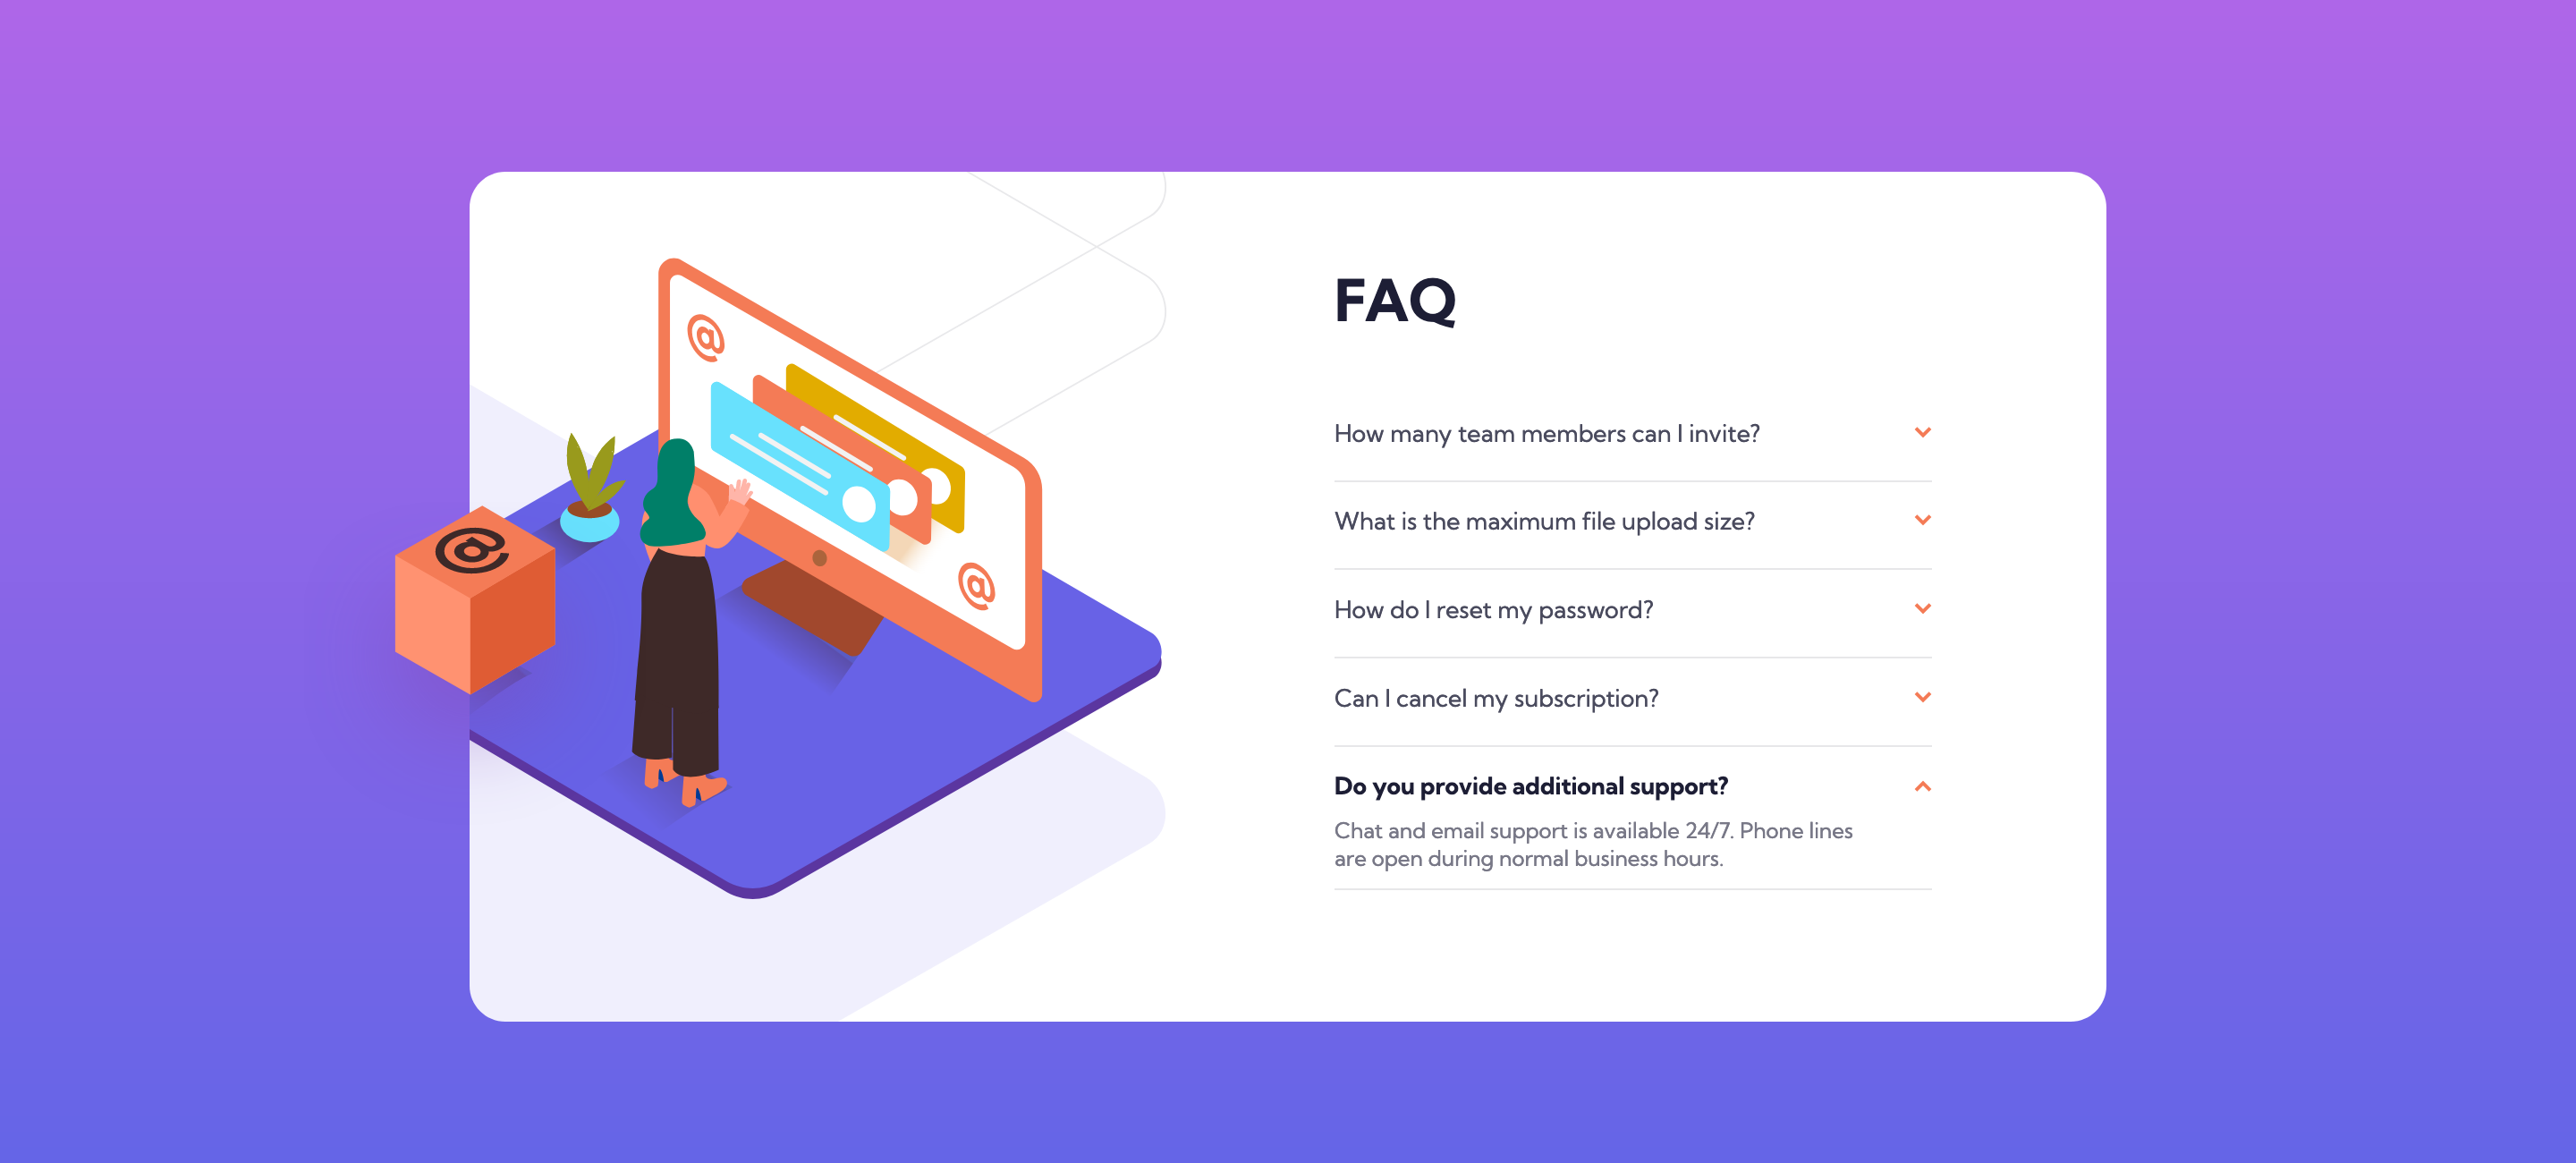 @
@
@
FAQ
How many team members can I invite?
What is the maximum file upload size?
How do I reset my password?
Can I cancel my subscription?
Do you provide additional support?
Chat and email support is available 24/7. Phone lines
are open during normal business hours.